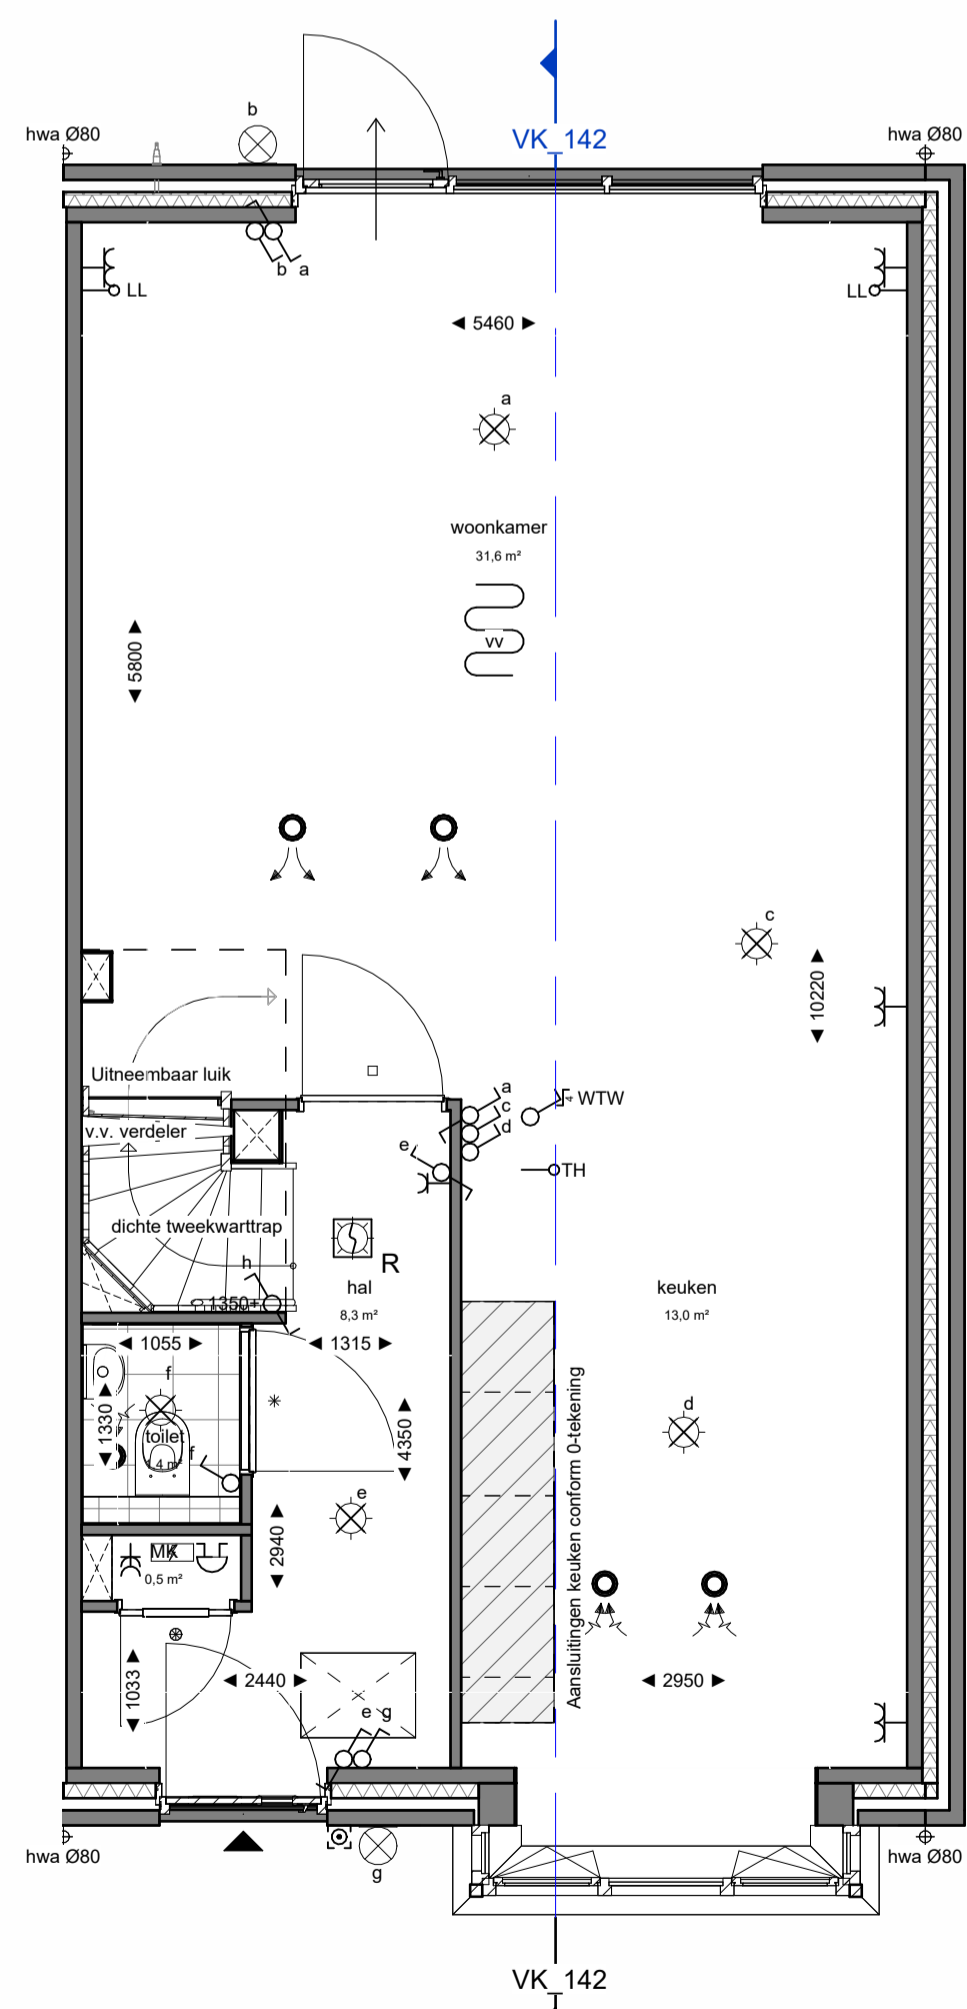 b
hwa Ø80
VK_142
hwa Ø80
b a
LL
LL
5460
a
woonkamer
31,6 m²
vv
5800
c
10220
Uitneembaar luik
v.v. verdeler
a
c
d
WTW
e
TH
dichte tweekwarttrap
h
1350+
R
hal
8,3 m²
keuken
13,0 m²
1055
1315
f
1330
toilet
f
4350
Aansluitingen keuken conform 0-tekening
d
e
2940
MK
0,5 m²
1033
2440
2950
e g
hwa Ø80
g
hwa Ø80
VK_142